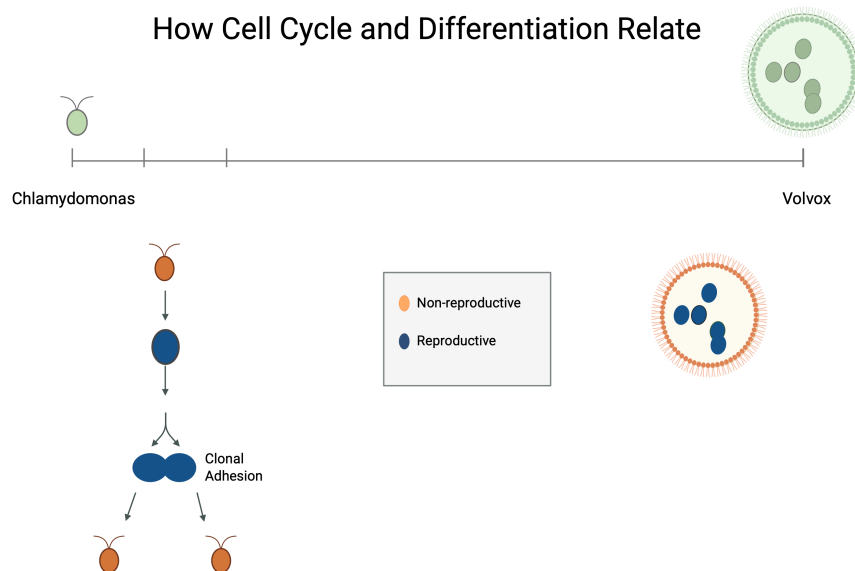 How Cell Cycle and Differentiation Relate
Chlamydomonas
Volvox
Non-reproductive
Reproductive
Clonal
Adhesion